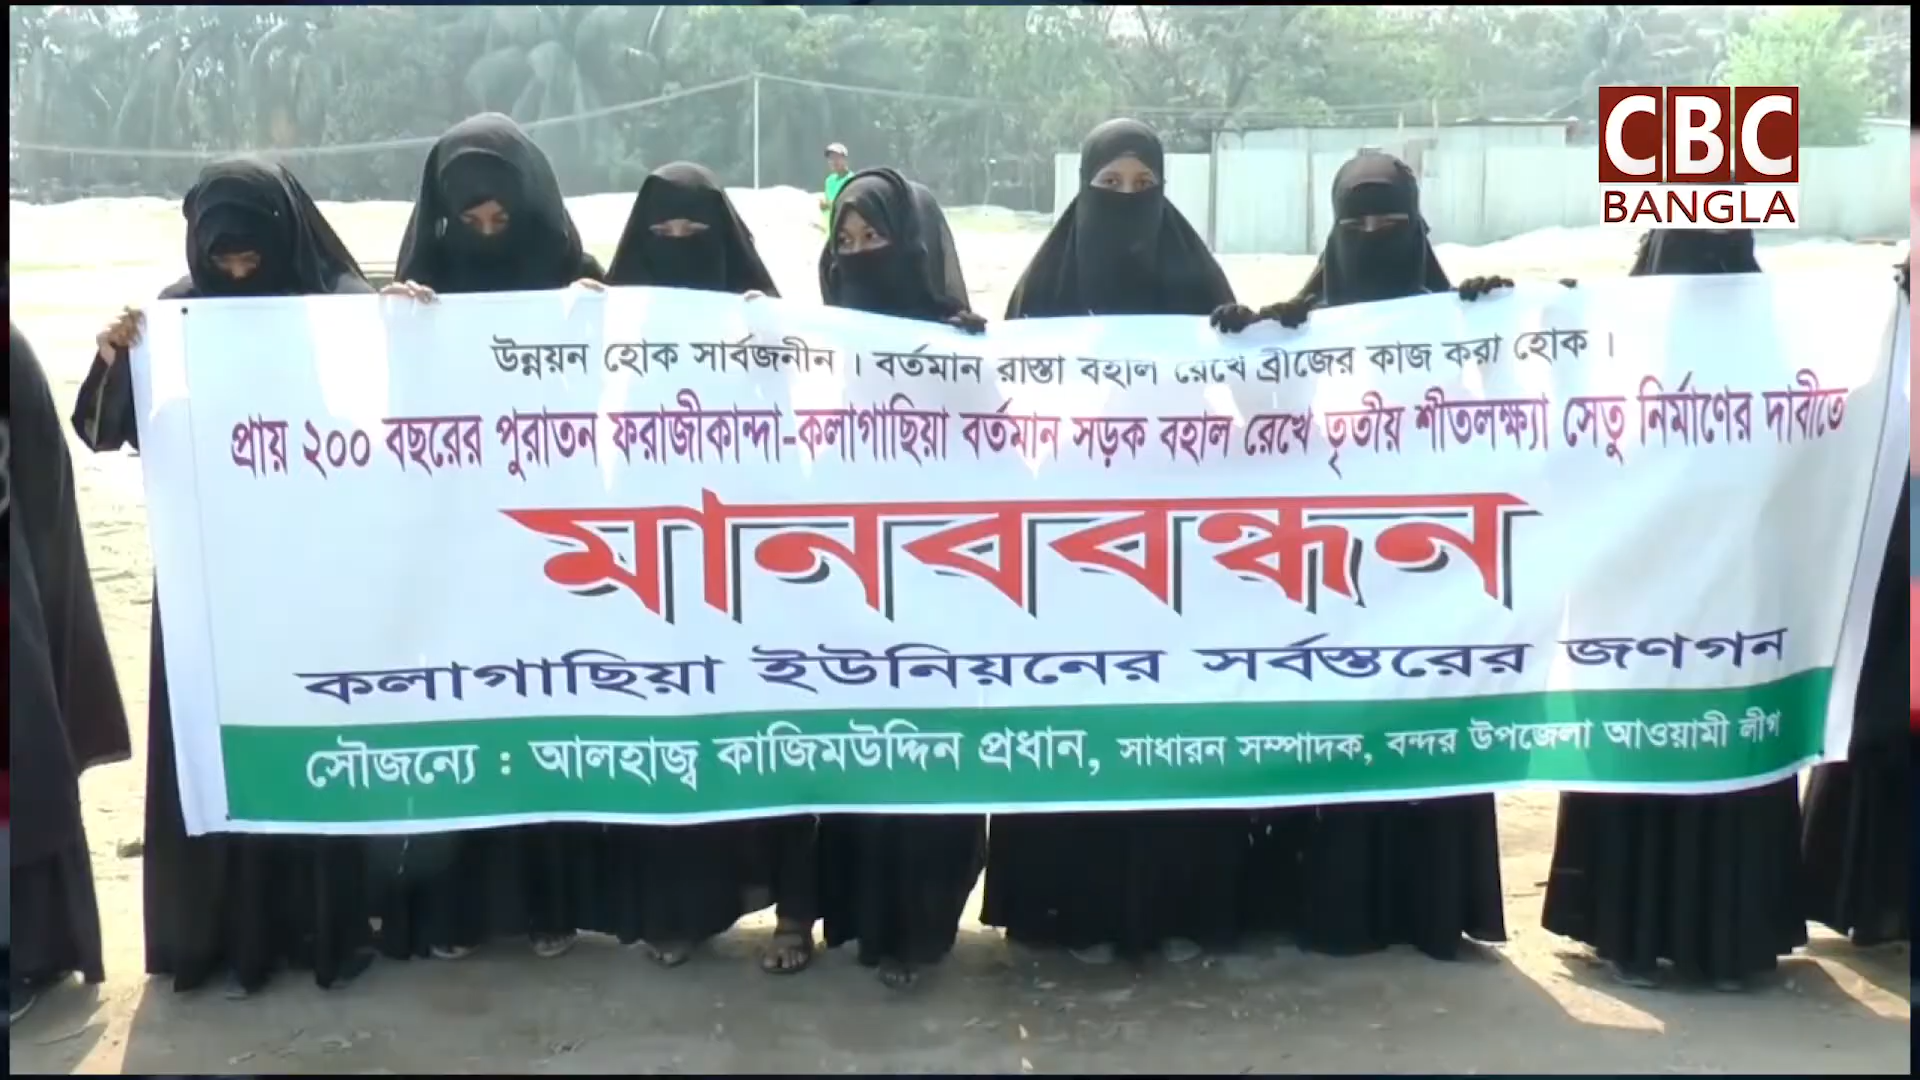 CBC
BANGLA
উন্নয়ন হোক সার্বজনীন । বর্তমান রাস্তা বহাল রেখে ব্রীজের কাজ করা হোক ।
প্রায় ২০০ বছরের পুরাতন ফরাজীকান্দা-কলাগাছিয়া বর্তমান সড়ক বহাল রেখে তৃতীয় শীতলক্ষ্যা সেতু নির্মাণের দাবীতে
মানববন্ধন
কলাগাছিয়া ইউনিয়নের সর্বস্তরের জণগন
সৌজন্যে : আলহাজ্ব কাজিমউদ্দিন প্রধান, সাধারন সম্পাদক, বন্দর উপজেলা আওয়ামী লীগ